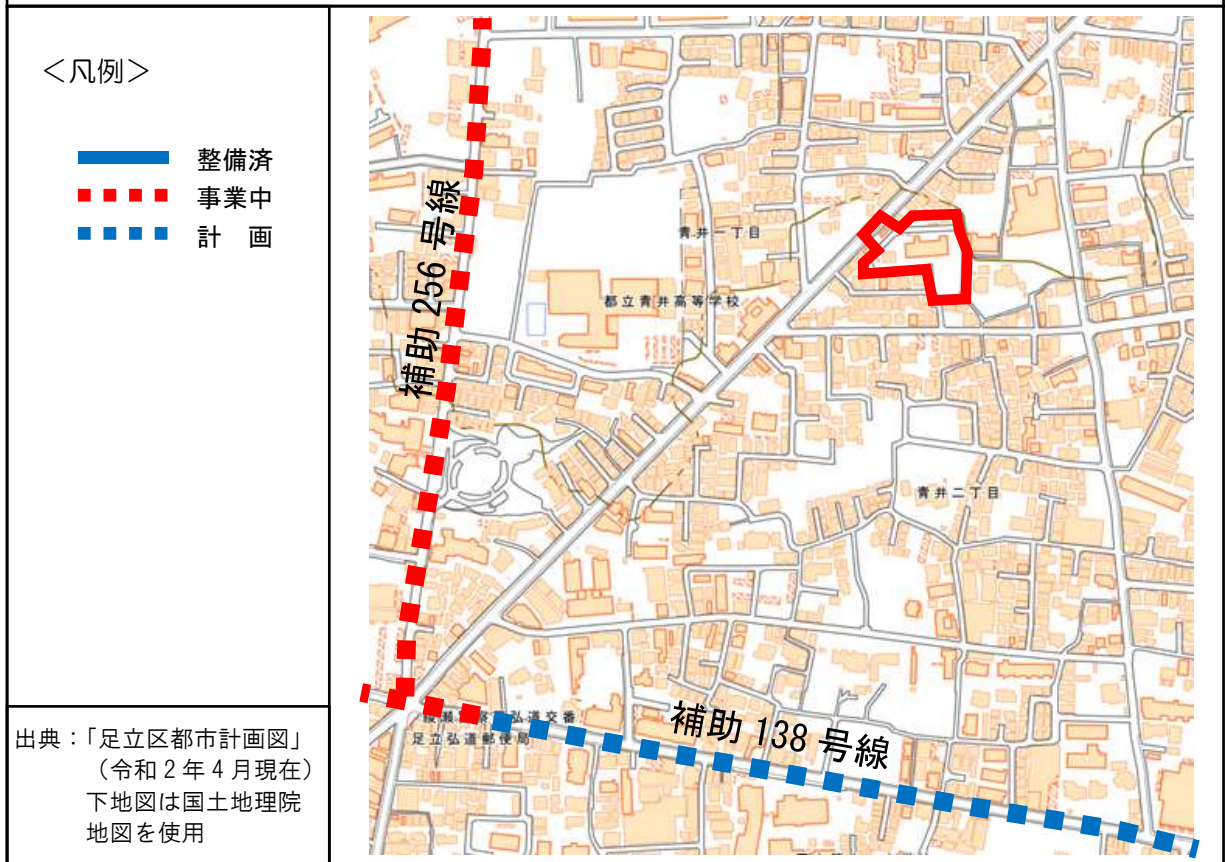 ＜凡例＞
整備済
事業中
計　画
出典：「足立区都市計画図」
（令和２年４月現在）
下地図は国土地理院
地図を使用
補助 256 号線
青井一丁目
都立青井高等学校
青井二丁目
弘道交番
足立弘道郵便局
補助 138 号線